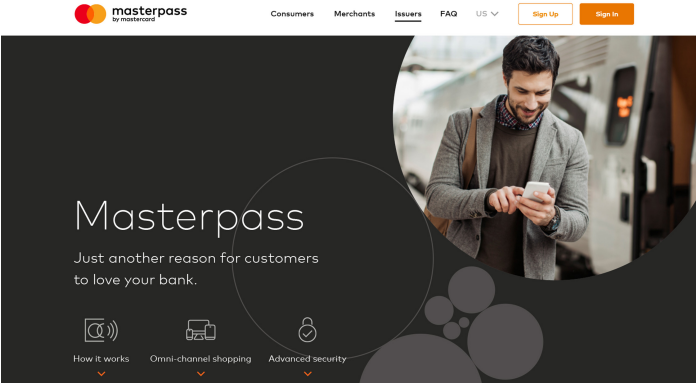 masterpass
by mastercard
Consumers Merchants Issuers FAQ US Sign Up Sign In
Masterpass
Just another reason for customers
to love your bank.
How it works Omni-channel shopping Advanced security